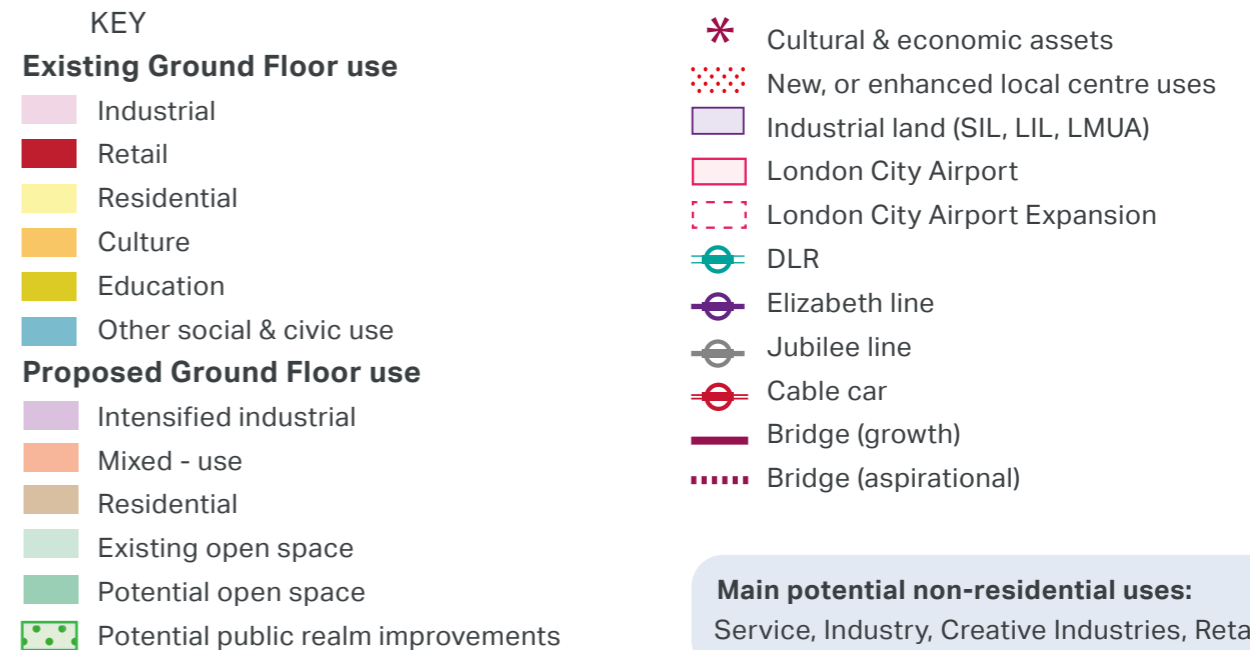 KEY
Existing Ground Floor use
Industrial
Retail
Residential
Culture
Education
Other social & civic use
Proposed Ground Floor use
Intensified industrial
Mixed - use
Residential
Existing open space
Potential open space
Potential public realm improvements
Cultural & economic assets
New, or enhanced local centre uses
Industrial land (SIL, LIL, LMUA)
London City Airport
London City Airport Expansion
DLR
Elizabeth line
Jubilee line
Cable car
Bridge (growth)
Bridge (aspirational)
Main potential non-residential uses:
Service, Industry, Creative Industries,